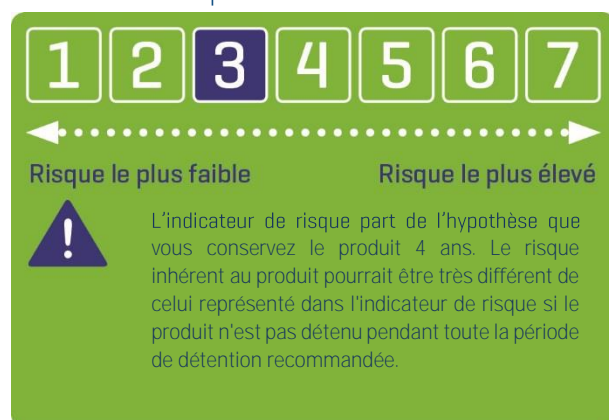 1 2 3 4 5 6 7
Risque le plus faible Risque le plus élevé
!
L'indicateur de risque part de l'hypothèse que
vous conservez le produit 4 ans. Le risque
inhérent au produit pourrait être très différent de
celui représenté dans l'indicateur de risque si le
produit n'est pas détenu pendant toute la période
de détention recommandée.